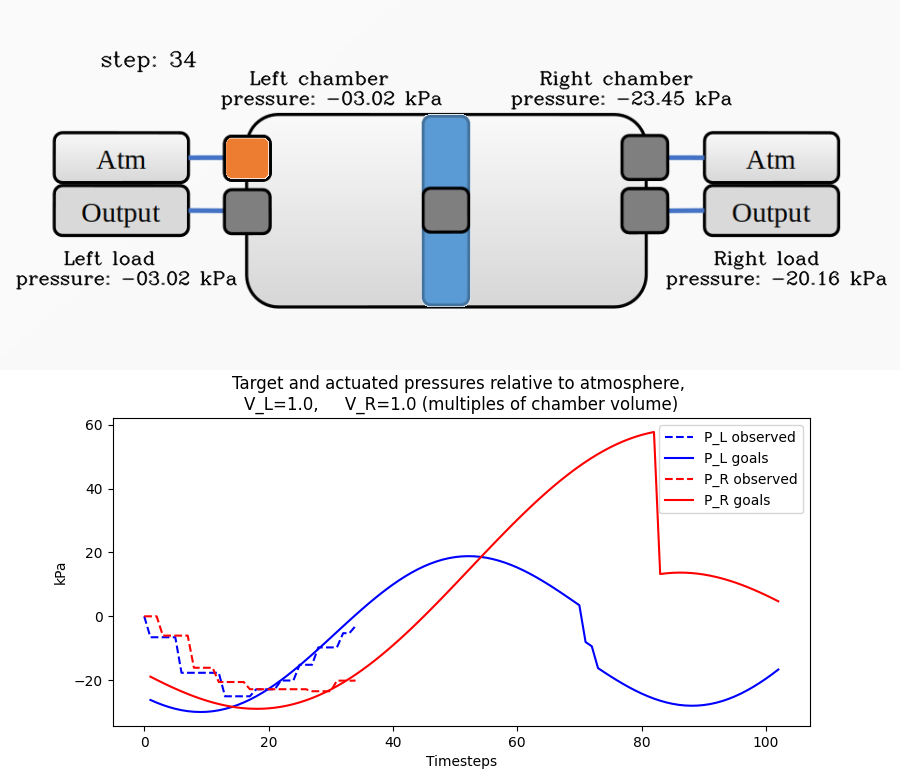 step: 34
Left chamber
pressure: −03.02 kPa
Right chamber
pressure: −23.45 kPa
Atm
Output
Atm
Output
Left load
pressure: −03.02 kPa
Right load
pressure: −20.16 kPa
Target and actuated pressures relative to atmosphere,
V_L=1.0, V_R=1.0 (multiples of chamber volume)
60
40
20
0
−20
kPa
P_L observed
P_L goals
P_R observed
P_R goals
0 20 40 60 80 100
Timesteps